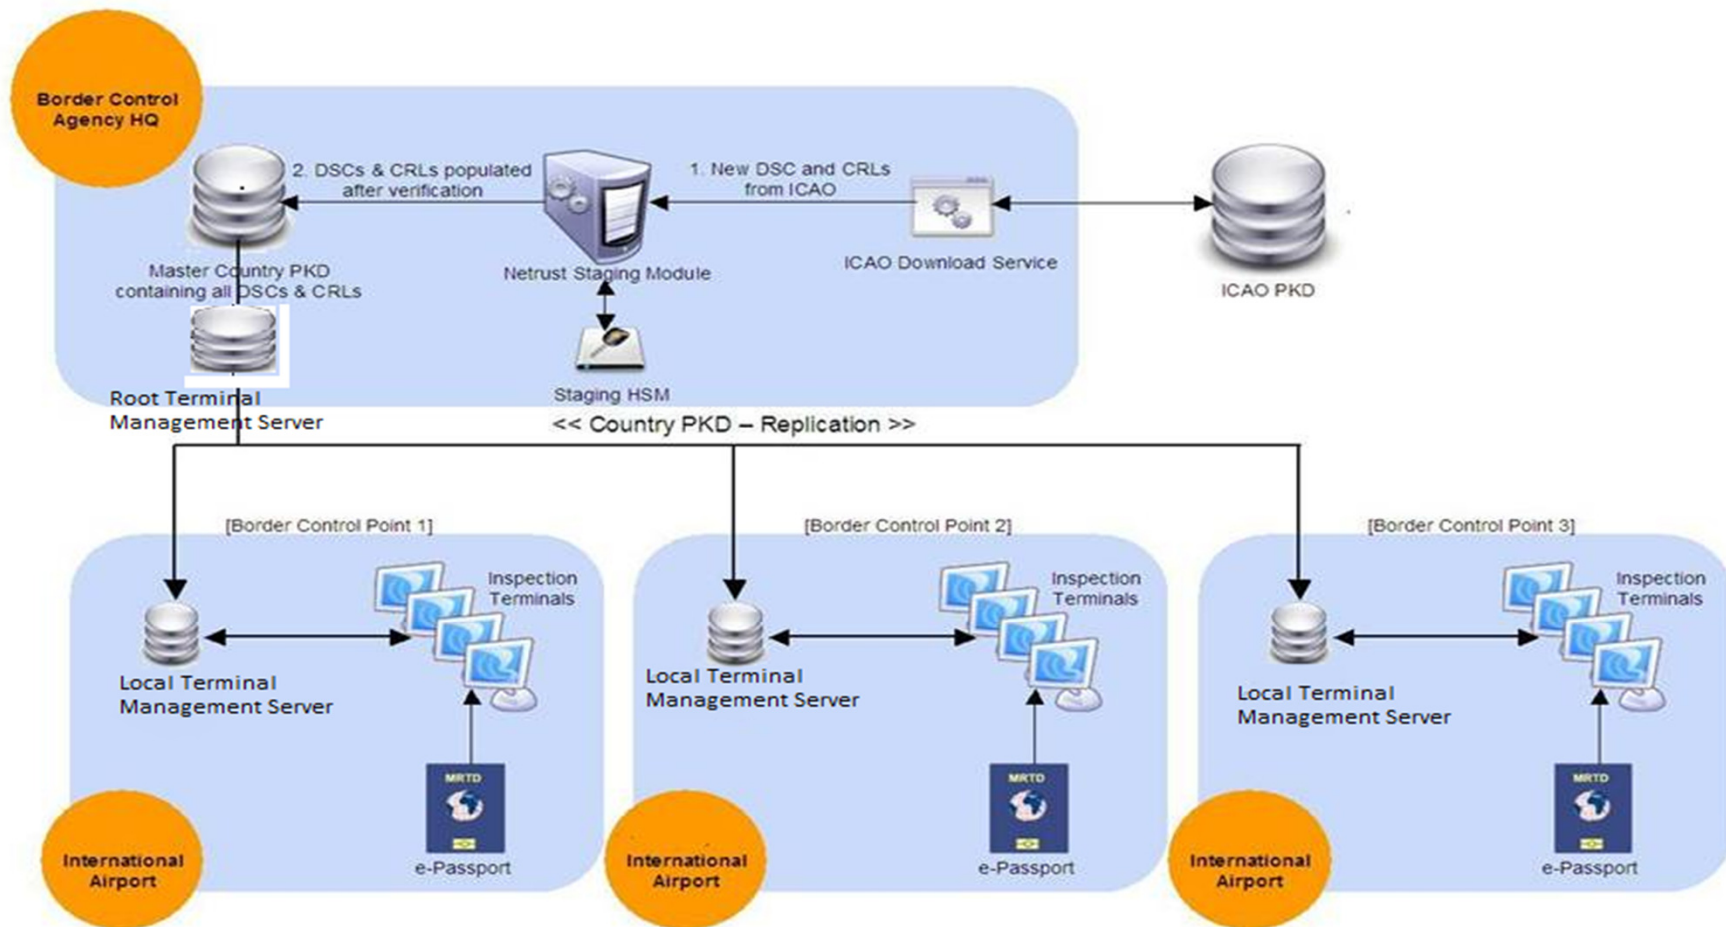 Border Control
Agency HQ
2. DSCs & CRLs populated
after verification
1. New DSC and CRLs
from ICAO
Master Country PKD
containing all DSCs & CRLs
Netrust Staging Module
ICAO Download Service
ICAO PKD
Root Terminal
Management Server
Staging HSM
<< Country PKD – Replication >>
[Border Control Point 1]
Inspection
Terminals
Local Terminal
Management Server
MRTD
e-Passport
International
Airport
[Border Control Point 2]
Inspection
Terminals
Local Terminal
Management Server
MRTD
e-Passport
International
Airport
[Border Control Point 3]
Inspection
Terminals
Local Terminal
Management Server
MRTD
e-Passport
International
Airport